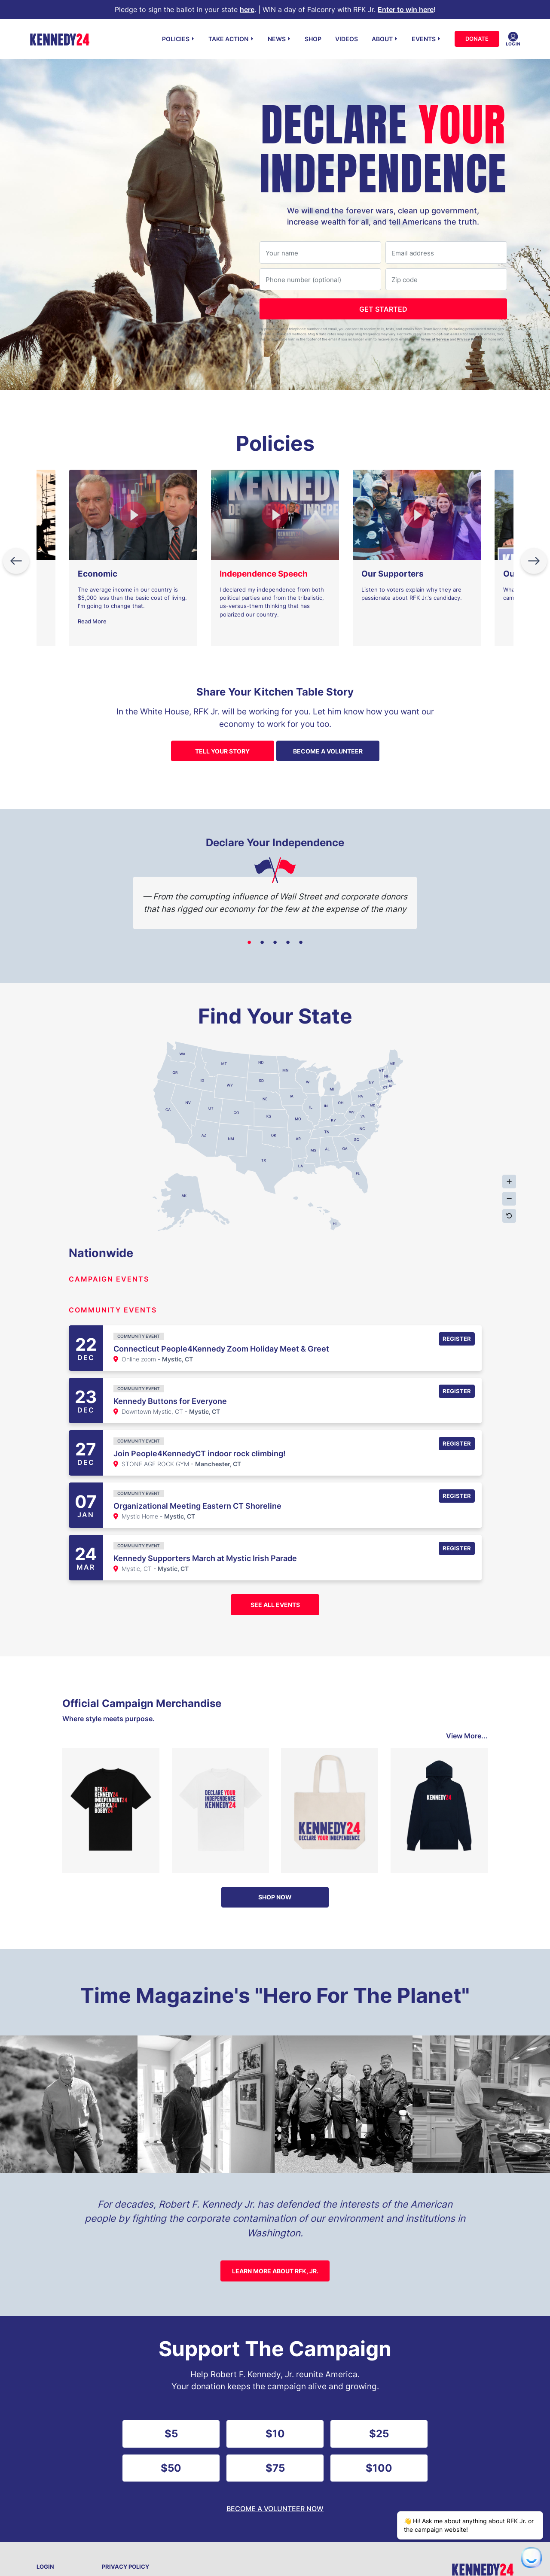 Pledge to sign the ballot in your state here. | WIN a day of Falconry with RFK Jr. Enter to win here!
KENNEDY24
POLICIES
TAKE ACTION
NEWS
SHOP
VIDEOS
ABOUT
EVENTS
DONATE
LOGIN
DECLARE YOUR
INDEPENDENCE
We will end the forever wars, clean up government,
increase wealth for all, and tell Americans the truth.
Your name
Email address
Phone number (optional)
Zip code
GET STARTED
Terms of Service
Policies
Economic
The average income in our country is
$5,000 less than the basic cost of living.
I'm going to change that.
Read More
Independence Speech
I declared my independence from both
political parties and from the tribalistic,
us-versus-them thinking that has
polarized our country.
Our Supporters
Listen to voters explain why they are
passionate about RFK Jr.'s candidacy.
Share Your Kitchen Table Story
In the White House, RFK Jr. will be working for you. Let him know how you want our
economy to work for you too.
TELL YOUR STORY
BECOME A VOLUNTEER
Declare Your Independence
— From the corrupting influence of Wall Street and corporate donors
that has rigged our economy for the few at the expense of the many
Find Your State
WA
MT
ND
MN
ME
OR
ID
WY
SD
WI
MI
NY
VT
NH
MA
CT
CA
NV
UT
CO
NE
IA
IL
IN
OH
PA
NJ
KS
MO
KY
WV
VA
MD
DE
AZ
NM
OK
AR
TN
NC
SC
TX
LA
MS
AL
GA
FL
AK
HI
+
−
Nationwide
CAMPAIGN EVENTS
COMMUNITY EVENTS
22
DEC
COMMUNITY EVENT
Connecticut People4Kennedy Zoom Holiday Meet & Greet
Online zoom - Mystic, CT
REGISTER
23
DEC
COMMUNITY EVENT
Kennedy Buttons for Everyone
Downtown Mystic, CT - Mystic, CT
REGISTER
27
DEC
COMMUNITY EVENT
Join People4KennedyCT indoor rock climbing!
STONE AGE ROCK GYM - Manchester, CT
REGISTER
07
JAN
COMMUNITY EVENT
Organizational Meeting Eastern CT Shoreline
Mystic Home - Mystic, CT
REGISTER
24
MAR
COMMUNITY EVENT
Kennedy Supporters March at Mystic Irish Parade
Mystic, CT - Mystic, CT
REGISTER
SEE ALL EVENTS
Official Campaign Merchandise
Where style meets purpose.
View More...
RFK24
KENNEDY24
INDEPENDENT24
AMERICA24
BOBBY24
DECLARE YOUR
INDEPENDENCE
KENNEDY24
KENNEDY24
DECLARE YOUR INDEPENDENCE
KENNEDY24
SHOP NOW
Time Magazine's "Hero For The Planet"
For decades, Robert F. Kennedy Jr. has defended the interests of the American
people by fighting the corporate contamination of our environment and institutions in
Washington.
LEARN MORE ABOUT RFK, JR.
Support The Campaign
Help Robert F. Kennedy, Jr. reunite America.
Your donation keeps the campaign alive and growing.
$5
$10
$25
$50
$75
$100
BECOME A VOLUNTEER NOW
👋 Hi! Ask me about anything about RFK Jr. or
the campaign website!
LOGIN
PRIVACY POLICY
KENNEDY24